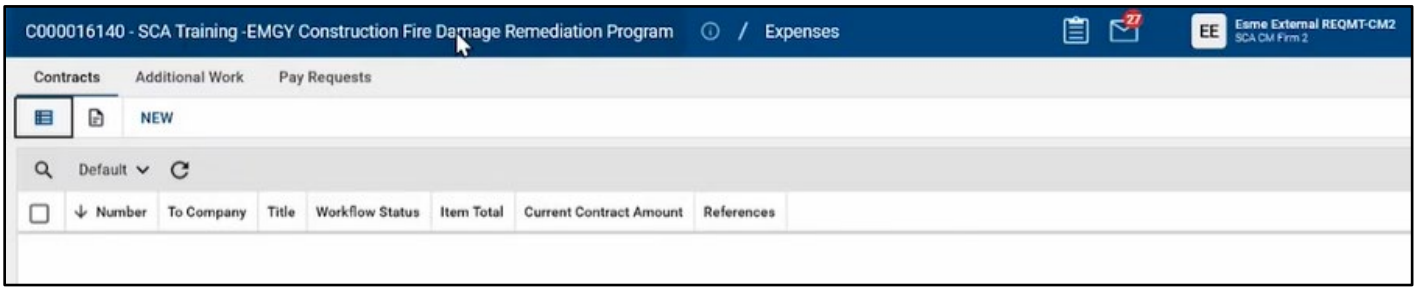 C000016140 - SCA Training -EMGY Construction Fire Damage Remediation Program / Expenses 27 EE Esme External REQMT-CM2
SCA CM Firm 2
Contracts Additional Work Pay Requests
NEW
Default
Number To Company Title Workflow Status Item Total Current Contract Amount References